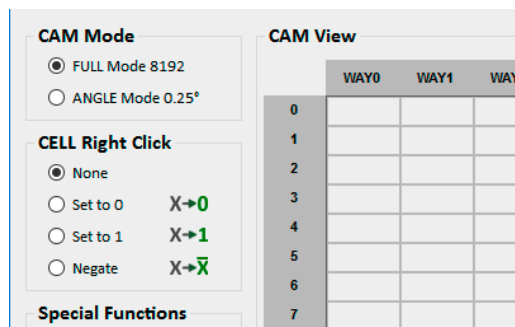 CAM Mode
FULL Mode 8192
ANGLE Mode 0.25°
CELL Right Click
None
Set to 0 X→0
Set to 1 X→1
Negate X→X̅
Special Functions
CAM View
WAY0 WAY1 WAY
0
1
2
3
4
5
6
7